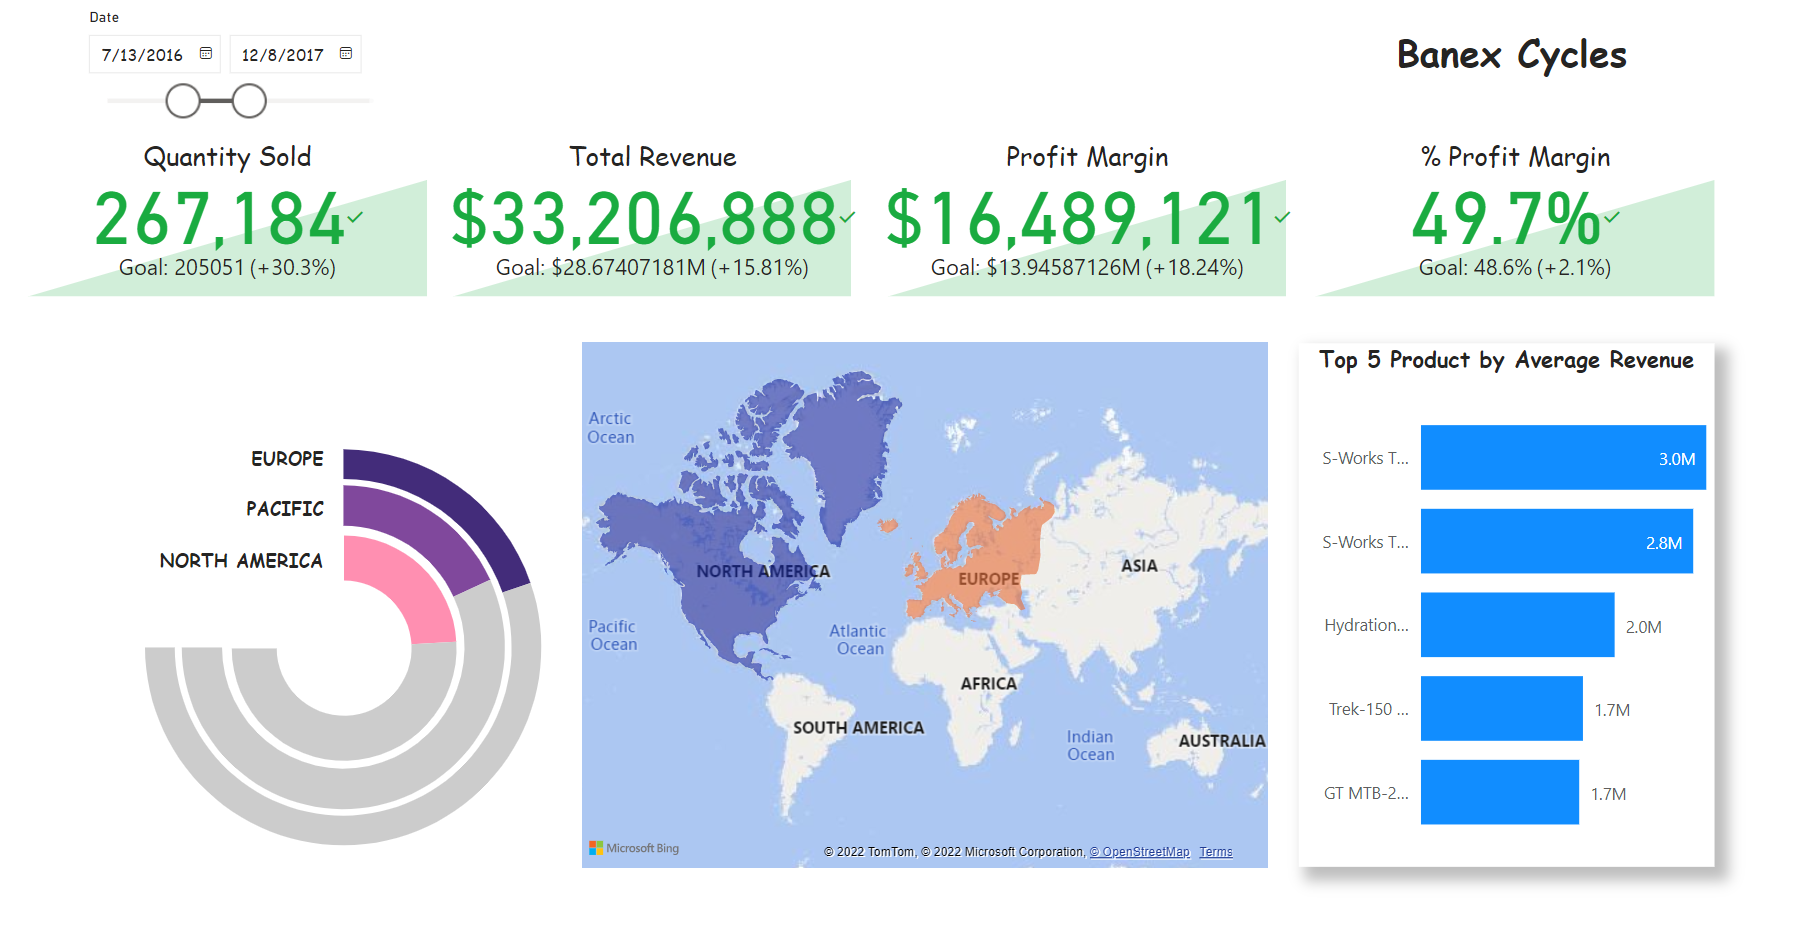 Date
7/13/2016
12/8/2017
Banex Cycles
Quantity Sold
267,184
Goal: 205051 (+30.3%)
Total Revenue
$33,206,888
Goal: $28.67407181M (+15.81%)
Profit Margin
$16,489,121
Goal: $13.94587126M (+18.24%)
% Profit Margin
49.7%
Goal: 48.6% (+2.1%)
EUROPE
PACIFIC
NORTH AMERICA
Arctic
Ocean
NORTH AMERICA
EUROPE
ASIA
Pacific
Ocean
Atlantic
Ocean
AFRICA
SOUTH AMERICA
Indian
Ocean
AUSTRALIA
Microsoft Bing
© 2022 TomTom, © 2022 Microsoft Corporation, © OpenStreetMap Terms
Top 5 Product by Average Revenue
S-Works T... 3.0M
S-Works T... 2.8M
Hydration... 2.0M
Trek-150 ... 1.7M
GT MTB-2... 1.7M